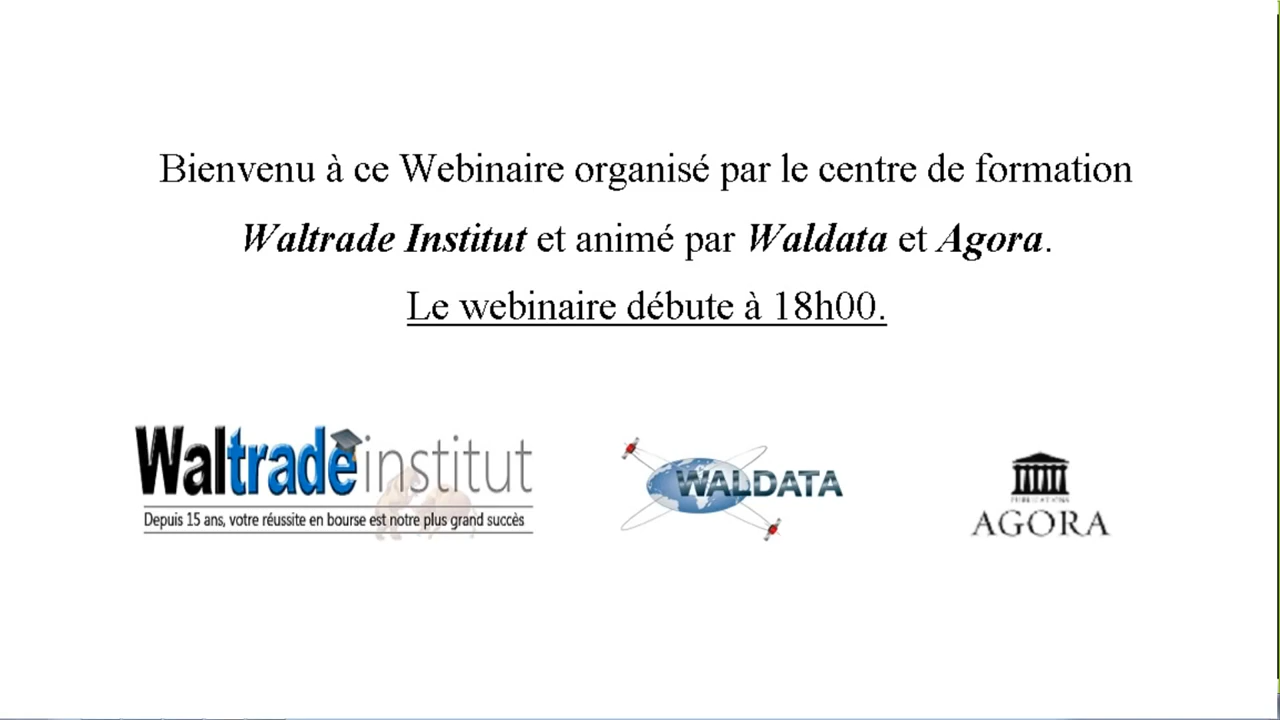 Bienvenu à ce Webinaire organisé par le centre de formation
Waltrade Institut et animé par Waldata et Agora.
Le webinaire débute à 18h00.
Waltrade institut
Depuis 15 ans, votre réussite en bourse est notre plus grand succès
WALDATA
PUBLICATIONS
AGORA